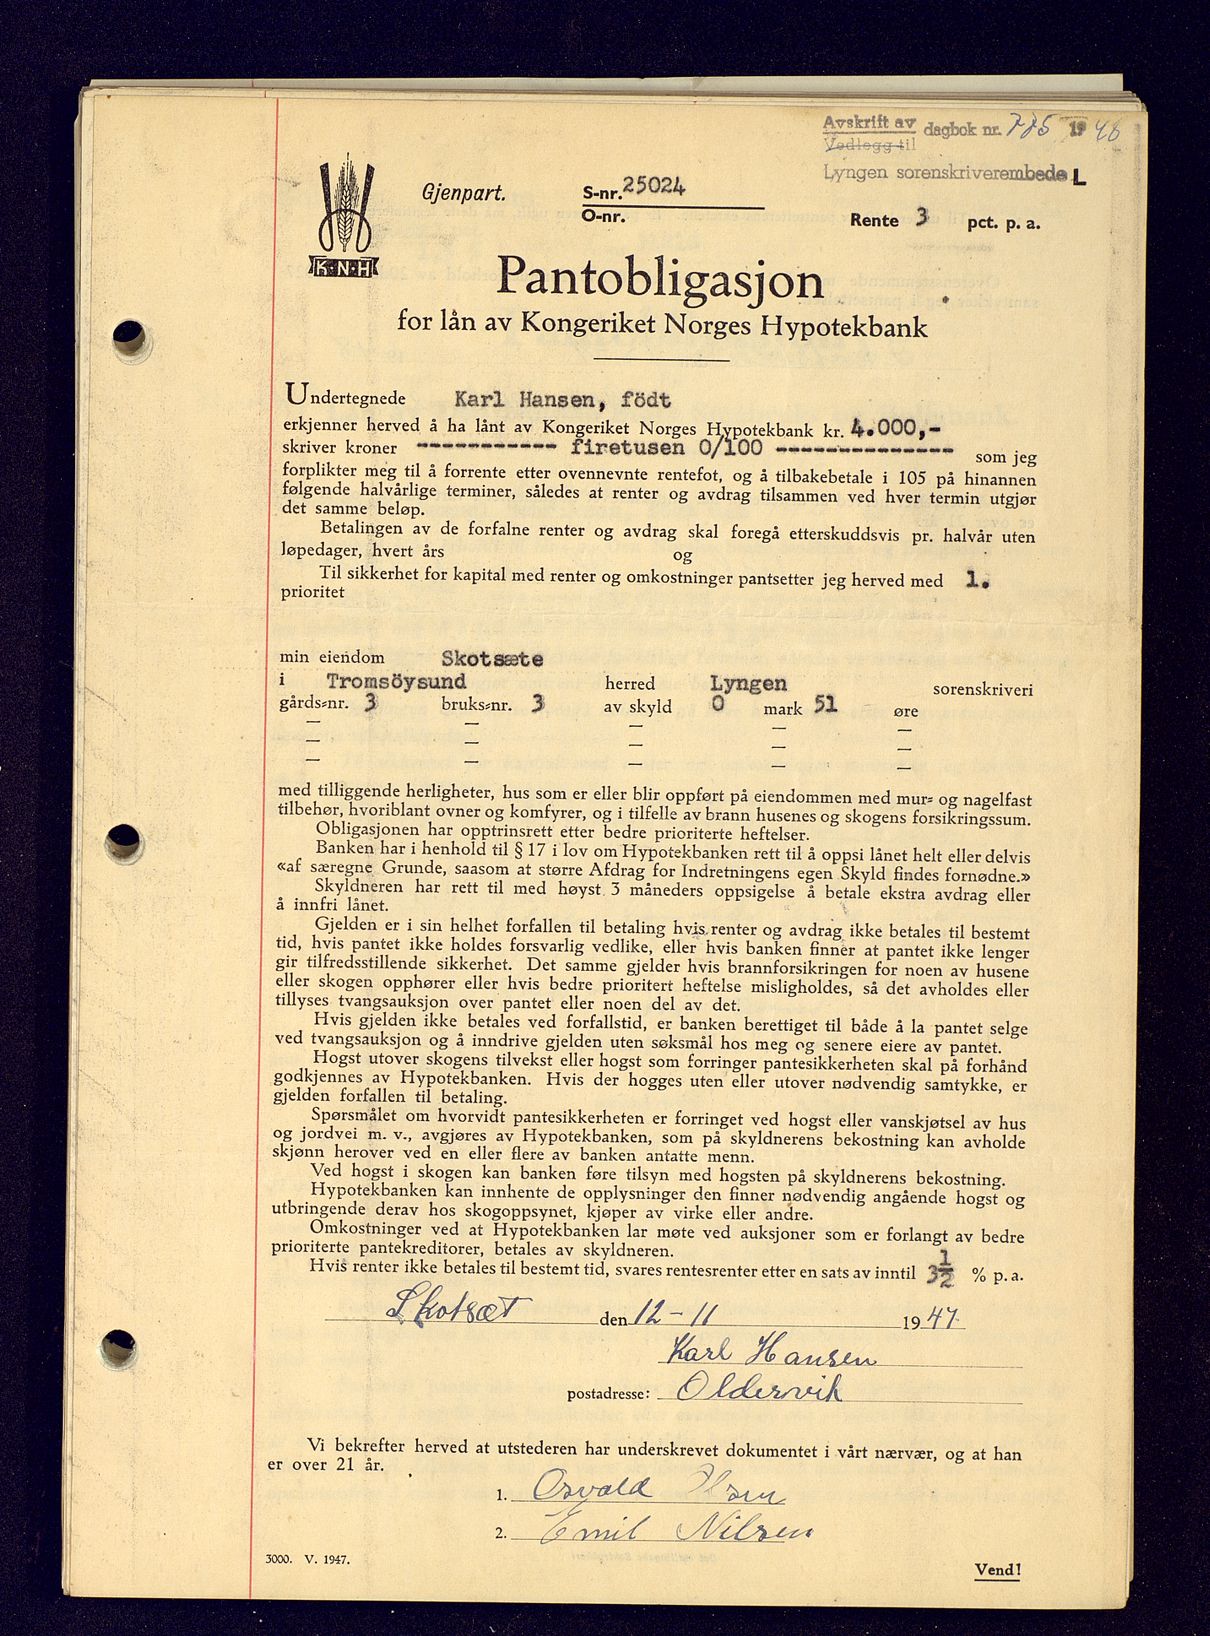 Avskrift av dagbok nr. 775 1948
Vedlegg til
Lyngen sorenskriverembede L
Gjenpart.
S-nr. 25024
O-nr.
Rente 3 pct. p. a.
K·N·H
Pantobligasjon
for lån av Kongeriket Norges Hypotekbank
Undertegnede Karl Hansen, födt
erkjenner herved å ha lånt av Kongeriket Norges Hypotekbank kr. 4.000,-
skriver kroner ----------- firetusen 0/100 -------------- som jeg
forplikter meg til å forrente etter ovennevnte rentefot, og å tilbakebetale i 105 på hinannen
følgende halvårlige terminer, således at renter og avdrag tilsammen ved hver termin utgjør
det samme beløp.
Betalingen av de forfalne renter og avdrag skal foregå etterskuddsvis pr. halvår uten
løpedager, hvert års og
Til sikkerhet for kapital med renter og omkostninger pantsetter jeg herved med 1.
prioritet
min eiendom Skotsæte
i Tromsöysund herred Lyngen sorenskriveri
gårds=nr. 3 bruks=nr. 3 av skyld 0 mark 51 øre
— — — — —
— — — — —
— — — — —
med tilliggende herligheter, hus som er eller blir oppført på eiendommen med mur= og nagelfast
tilbehør, hvoriblant ovner og komfyrer, og i tilfelle av brann husenes og skogens forsikringssum.
Obligasjonen har opptrinsrett etter bedre prioriterte heftelser.
Banken har i henhold til § 17 i lov om Hypotekbanken rett til å oppsi lånet helt eller delvis
«af særegne Grunde, saasom at større Afdrag for Indretningens egen Skyld findes fornødne.»
Skyldneren har rett til med høyst 3 måneders oppsigelse å betale ekstra avdrag eller
å innfri lånet.
Gjelden er i sin helhet forfallen til betaling hvis renter og avdrag ikke betales til bestemt
tid, hvis pantet ikke holdes forsvarlig vedlike, eller hvis banken finner at pantet ikke lenger
gir tilfredsstillende sikkerhet. Det samme gjelder hvis brannforsikringen for noen av husene
eller skogen opphører eller hvis bedre prioritert heftelse misligholdes, så det avholdes eller
tillyses tvangsauksjon over pantet eller noen del av det.
Hvis gjelden ikke betales ved forfallstid, er banken berettiget til både å la pantet selge
ved tvangsauksjon og å inndrive gjelden uten søksmål hos meg og senere eiere av pantet.
Hogst utover skogens tilvekst eller hogst som forringer pantesikkerheten skal på forhånd
godkjennes av Hypotekbanken. Hvis der hogges uten eller utover nødvendig samtykke, er
gjelden forfallen til betaling.
Spørsmålet om hvorvidt pantesikkerheten er forringet ved hogst eller vanskjøtsel av hus
og jordvei m. v., avgjøres av Hypotekbanken, som på skyldnerens bekostning kan avholde
skjønn herover ved en eller flere av banken antatte menn.
Ved hogst i skogen kan banken føre tilsyn med hogsten på skyldnerens bekostning.
Hypotekbanken kan innhente de opplysninger den finner nødvendig angående hogst og
utbringende derav hos skogoppsynet, kjøper av virke eller andre.
Omkostninger ved at Hypotekbanken lar møte ved auksjoner som er forlangt av bedre
prioriterte pantekreditorer, betales av skyldneren.
Hvis renter ikke betales til bestemt tid, svares rentesrenter etter en sats av inntil 3 1/2 % p. a.
Skotsæt den 12-11 1947
Karl Hansen
postadresse: Oldervik
Vi bekrefter herved at utstederen har underskrevet dokumentet i vårt nærvær, og at han
er over 21 år.
1. Osvald Olsen
2. Emil Nilsen
3000. V. 1947.
Vend!